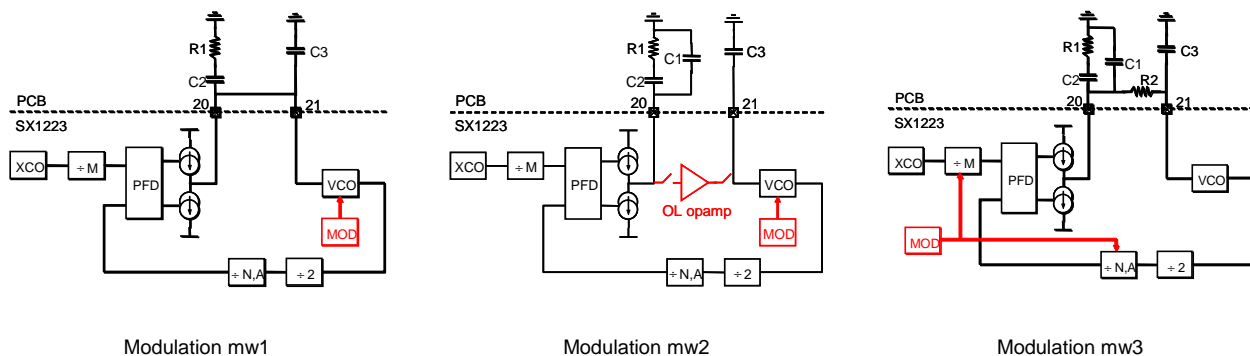 R1
C3
C2
PCB
20
21
SX1223
XCO
÷ M
PFD
VCO
MOD
÷ N,A
÷ 2
Modulation mw1
R1
C1
C3
C2
PCB
20
21
SX1223
XCO
÷ M
PFD
VCO
OL opamp
MOD
÷ N,A
÷ 2
Modulation mw2
R1
C1
C3
C2
R2
PCB
20
21
SX1223
XCO
÷ M
PFD
VCO
MOD
÷ N,A
÷ 2
Modulation mw3